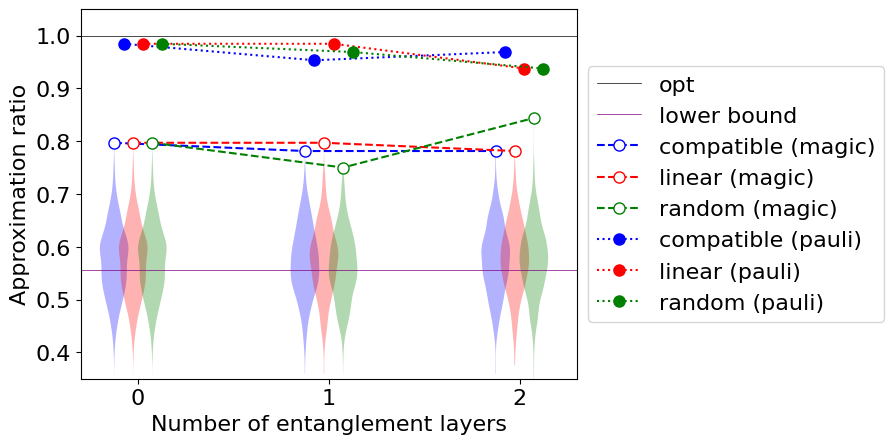 1.0
0.9
0.8
0.7
0.6
0.5
0.4
Approximation ratio
0
1
2
Number of entanglement layers
opt
lower bound
compatible (magic)
linear (magic)
random (magic)
compatible (pauli)
linear (pauli)
random (pauli)